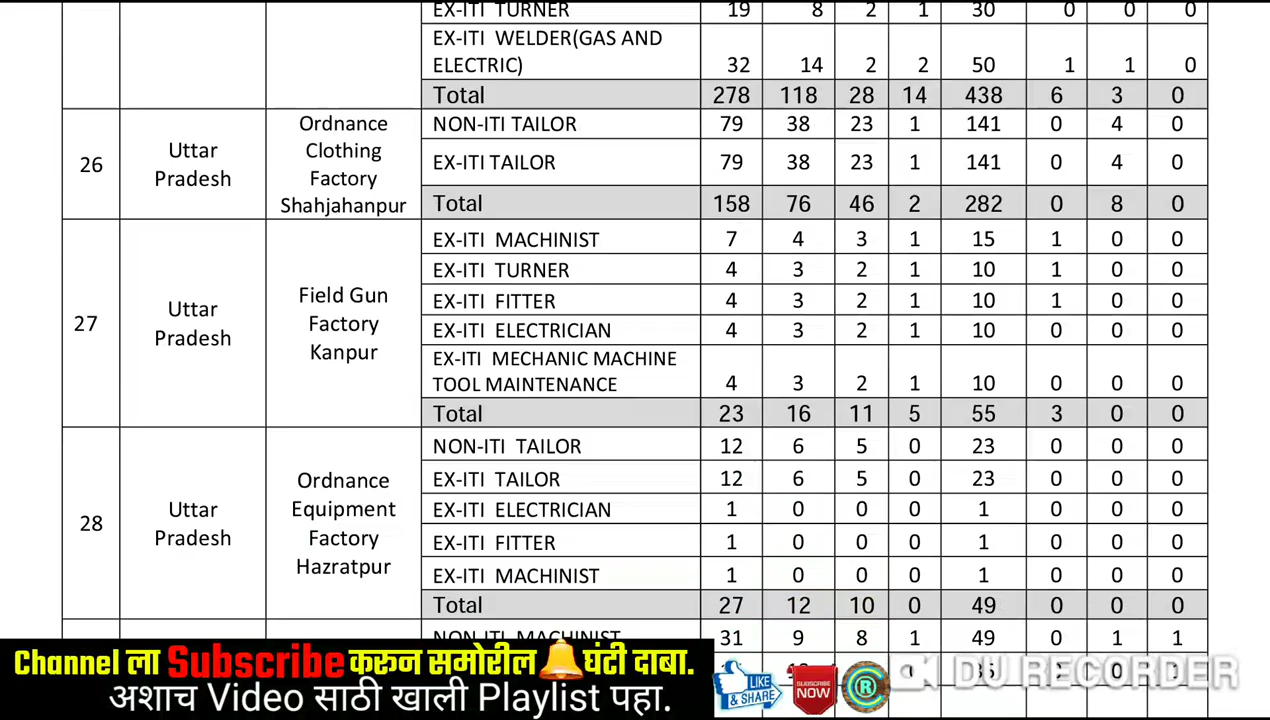 EX-ITI TURNER 19 8 2 1 30 0 0 0
EX-ITI WELDER(GAS AND
ELECTRIC) 32 14 2 2 50 1 1 0
Total 278 118 28 14 438 6 3 0
26 Uttar Pradesh Ordnance Clothing Factory Shahjahanpur
NON-ITI TAILOR 79 38 23 1 141 0 4 0
EX-ITI TAILOR 79 38 23 1 141 0 4 0
Total 158 76 46 2 282 0 8 0
27 Uttar Pradesh Field Gun Factory Kanpur
EX-ITI MACHINIST 7 4 3 1 15 1 0 0
EX-ITI TURNER 4 3 2 1 10 1 0 0
EX-ITI FITTER 4 3 2 1 10 1 0 0
EX-ITI ELECTRICIAN 4 3 2 1 10 0 0 0
EX-ITI MECHANIC MACHINE
TOOL MAINTENANCE 4 3 2 1 10 0 0 0
Total 23 16 11 5 55 3 0 0
28 Uttar Pradesh Ordnance Equipment Factory Hazratpur
NON-ITI TAILOR 12 6 5 0 23 0 0 0
EX-ITI TAILOR 12 6 5 0 23 0 0 0
EX-ITI ELECTRICIAN 1 0 0 0 1 0 0 0
EX-ITI FITTER 1 0 0 0 1 0 0 0
EX-ITI MACHINIST 1 0 0 0 1 0 0 0
Total 27 12 10 0 49 0 0 0
NON-ITI MACHINIST 31 9 8 1 49 0 1 1
Channel ला Subscribe करून समोरील घंटी दाबा.
अशाच Video साठी खाली Playlist पहा.
LIKE & SHARE
SUBSCRIBE NOW
R
DU RECORDER